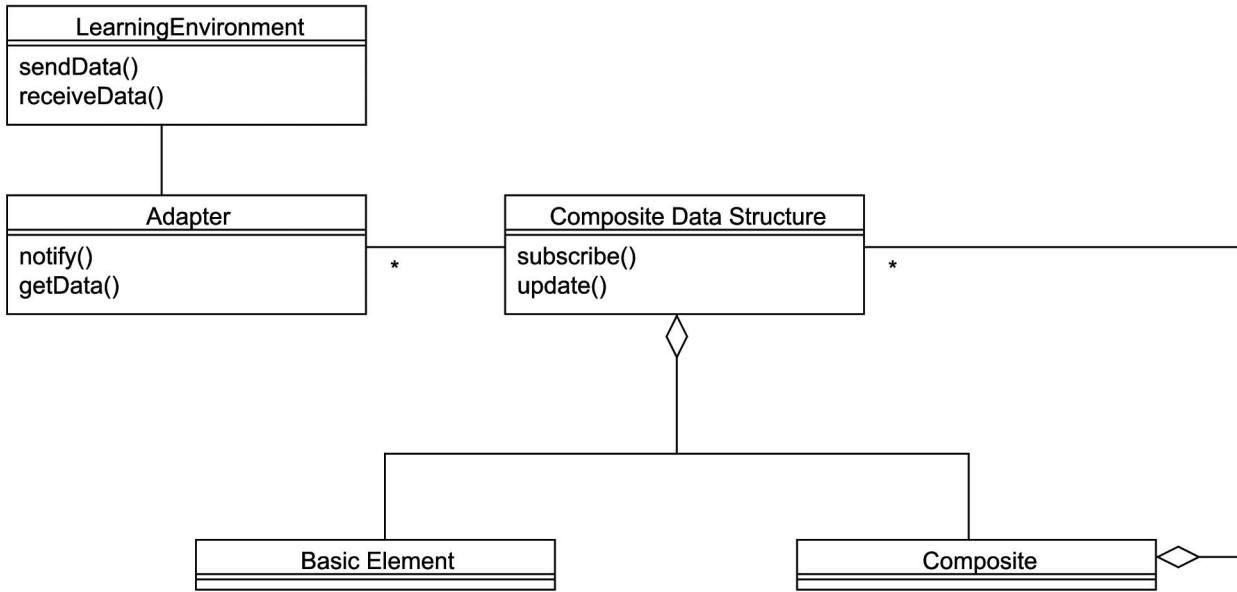 LearningEnvironment
sendData()
receiveData()
Adapter
notify()
getData()
*
Composite Data Structure
subscribe()
update()
*
Basic Element
Composite